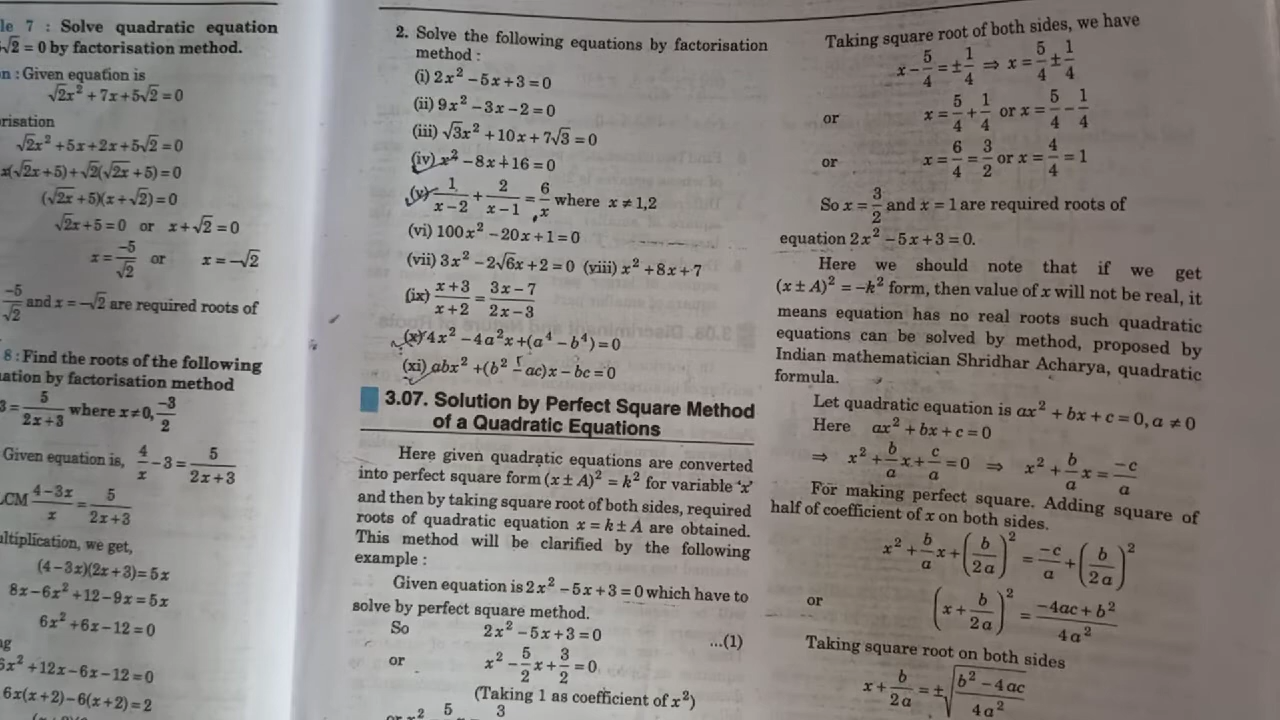 le 7 : Solve quadratic equation
√2 = 0 by factorisation method.
n : Given equation is
√2x² + 7x + 5√2 = 0
risation
√2x² + 5x + 2x + 5√2 = 0
x(√2x + 5) + √2(√2x + 5) = 0
(√2x + 5)(x + √2) = 0
√2x + 5 = 0 or x + √2 = 0
x = -5/√2 or x = -√2
-5/√2 and x = -√2 are required roots of
8 : Find the roots of the following
ation by factorisation method
3 = 5/(2x+3) where x ≠ 0, -3/2
Given equation is, 4/x - 3 = 5/(2x+3)
LCM (4-3x)/x = 5/(2x+3)
ultiplication, we get,
(4-3x)(2x+3) = 5x
8x - 6x² + 12 - 9x = 5x
6x² + 6x - 12 = 0
ng
6x² + 12x - 6x - 12 = 0
6x(x+2) - 6(x+2) = 2
2. Solve the following equations by factorisation
method :
(i) 2x² - 5x + 3 = 0
(ii) 9x² - 3x - 2 = 0
(iii) √3x² + 10x + 7√3 = 0
(iv) x² - 8x + 16 = 0
(v) 1/(x-2) + 2/(x-1) = 6/x where x ≠ 1,2
(vi) 100x² - 20x + 1 = 0
(vii) 3x² - 2√6x + 2 = 0 (viii) x² + 8x + 7
(ix) (x+3)/(x+2) = (3x-7)/(2x-3)
(x) 4x² - 4a²x + (a⁴ - b⁴) = 0
(xi) abx² + (b² - ac)x - bc = 0
3.07. Solution by Perfect Square Method
of a Quadratic Equations
Here given quadratic equations are converted
into perfect square form (x ± A)² = k² for variable 'x'
and then by taking square root of both sides, required
roots of quadratic equation x = k ± A are obtained.
This method will be clarified by the following
example :
Given equation is 2x² - 5x + 3 = 0 which have to
solve by perfect square method.
So 2x² - 5x + 3 = 0 ...(1)
or x² - 5/2 x + 3/2 = 0
(Taking 1 as coefficient of x²)
Taking square root of both sides, we have
x - 5/4 = ± 1/4 ⇒ x = 5/4 ± 1/4
or x = 5/4 + 1/4 or x = 5/4 - 1/4
or x = 6/4 = 3/2 or x = 4/4 = 1
So x = 3/2 and x = 1 are required roots of
equation 2x² - 5x + 3 = 0.
Here we should note that if we get
(x ± A)² = -k² form, then value of x will not be real, it
means equation has no real roots such quadratic
equations can be solved by method, proposed by
Indian mathematician Shridhar Acharya, quadratic
formula.
Let quadratic equation is ax² + bx + c = 0, a ≠ 0
Here ax² + bx + c = 0
⇒ x² + b/a x + c/a = 0 ⇒ x² + b/a x = -c/a
For making perfect square. Adding square of
half of coefficient of x on both sides.
x² + b/a x + (b/2a)² = -c/a + (b/2a)²
or (x + b/2a)² = (-4ac + b²)/4a²
Taking square root on both sides
x + b/2a = ±√((b² - 4ac)/4a²)